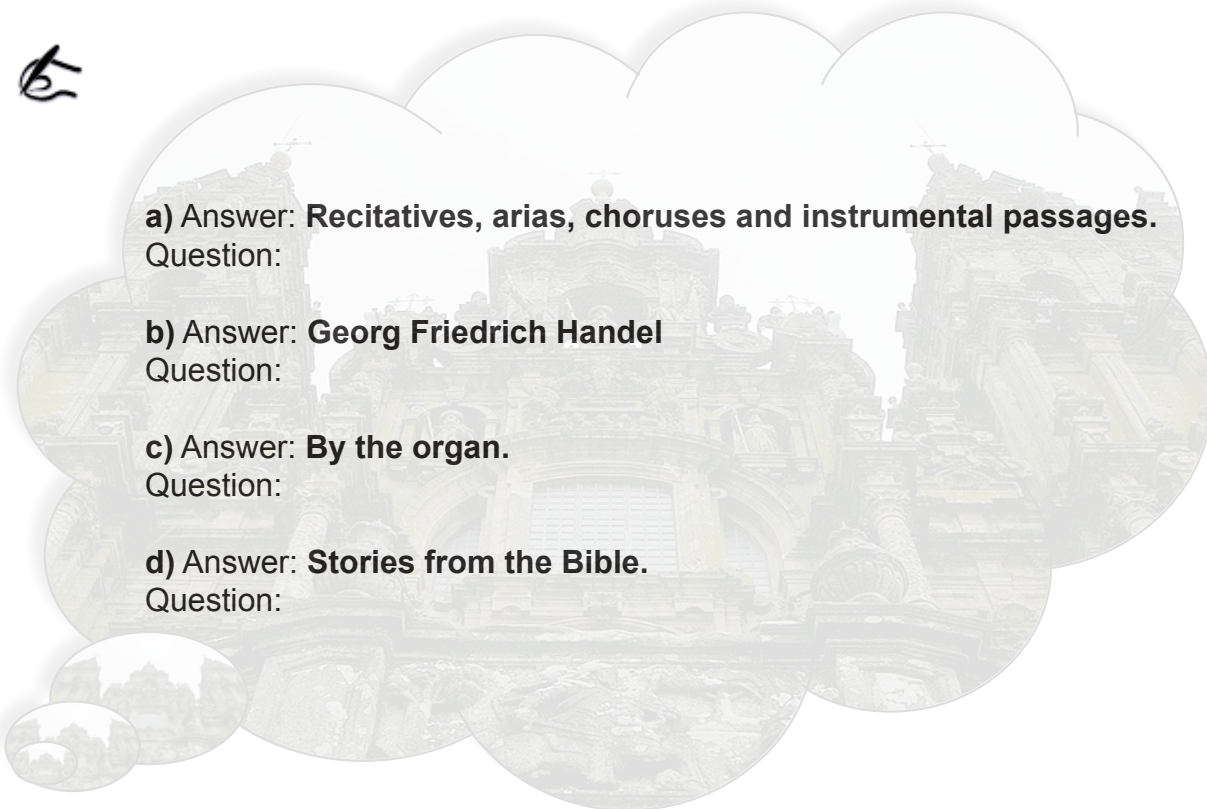 a) Answer: Recitatives, arias, choruses and instrumental passages.
Question:
b) Answer: Georg Friedrich Handel
Question:
c) Answer: By the organ.
Question:
d) Answer: Stories from the Bible.
Question: